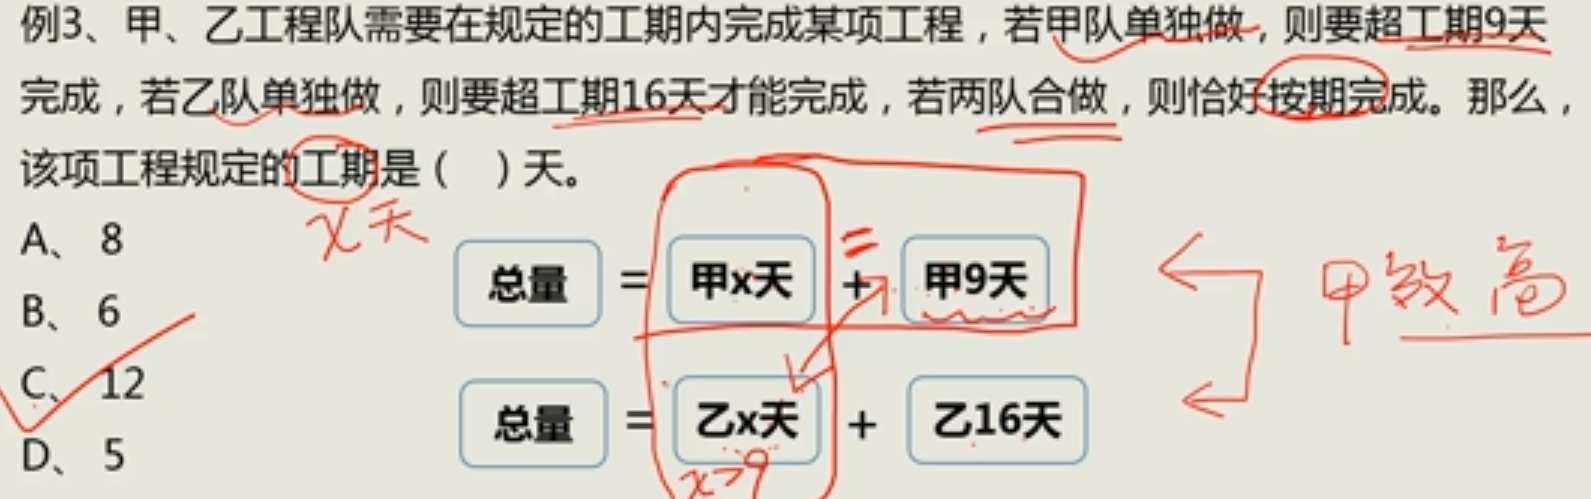 例3、甲、乙工程队需要在规定的工期内完成某项工程，若甲队单独做，则要超工期9天
完成，若乙队单独做，则要超工期16天才能完成，若两队合做，则恰好按期完成。那么，
该项工程规定的工期是（ ）天。
x天
A、 8
B、 6
C、 12
D、 5
总量 = 甲x天 + 甲9天
=
甲效高
总量 = 乙x天 + 乙16天
x>9